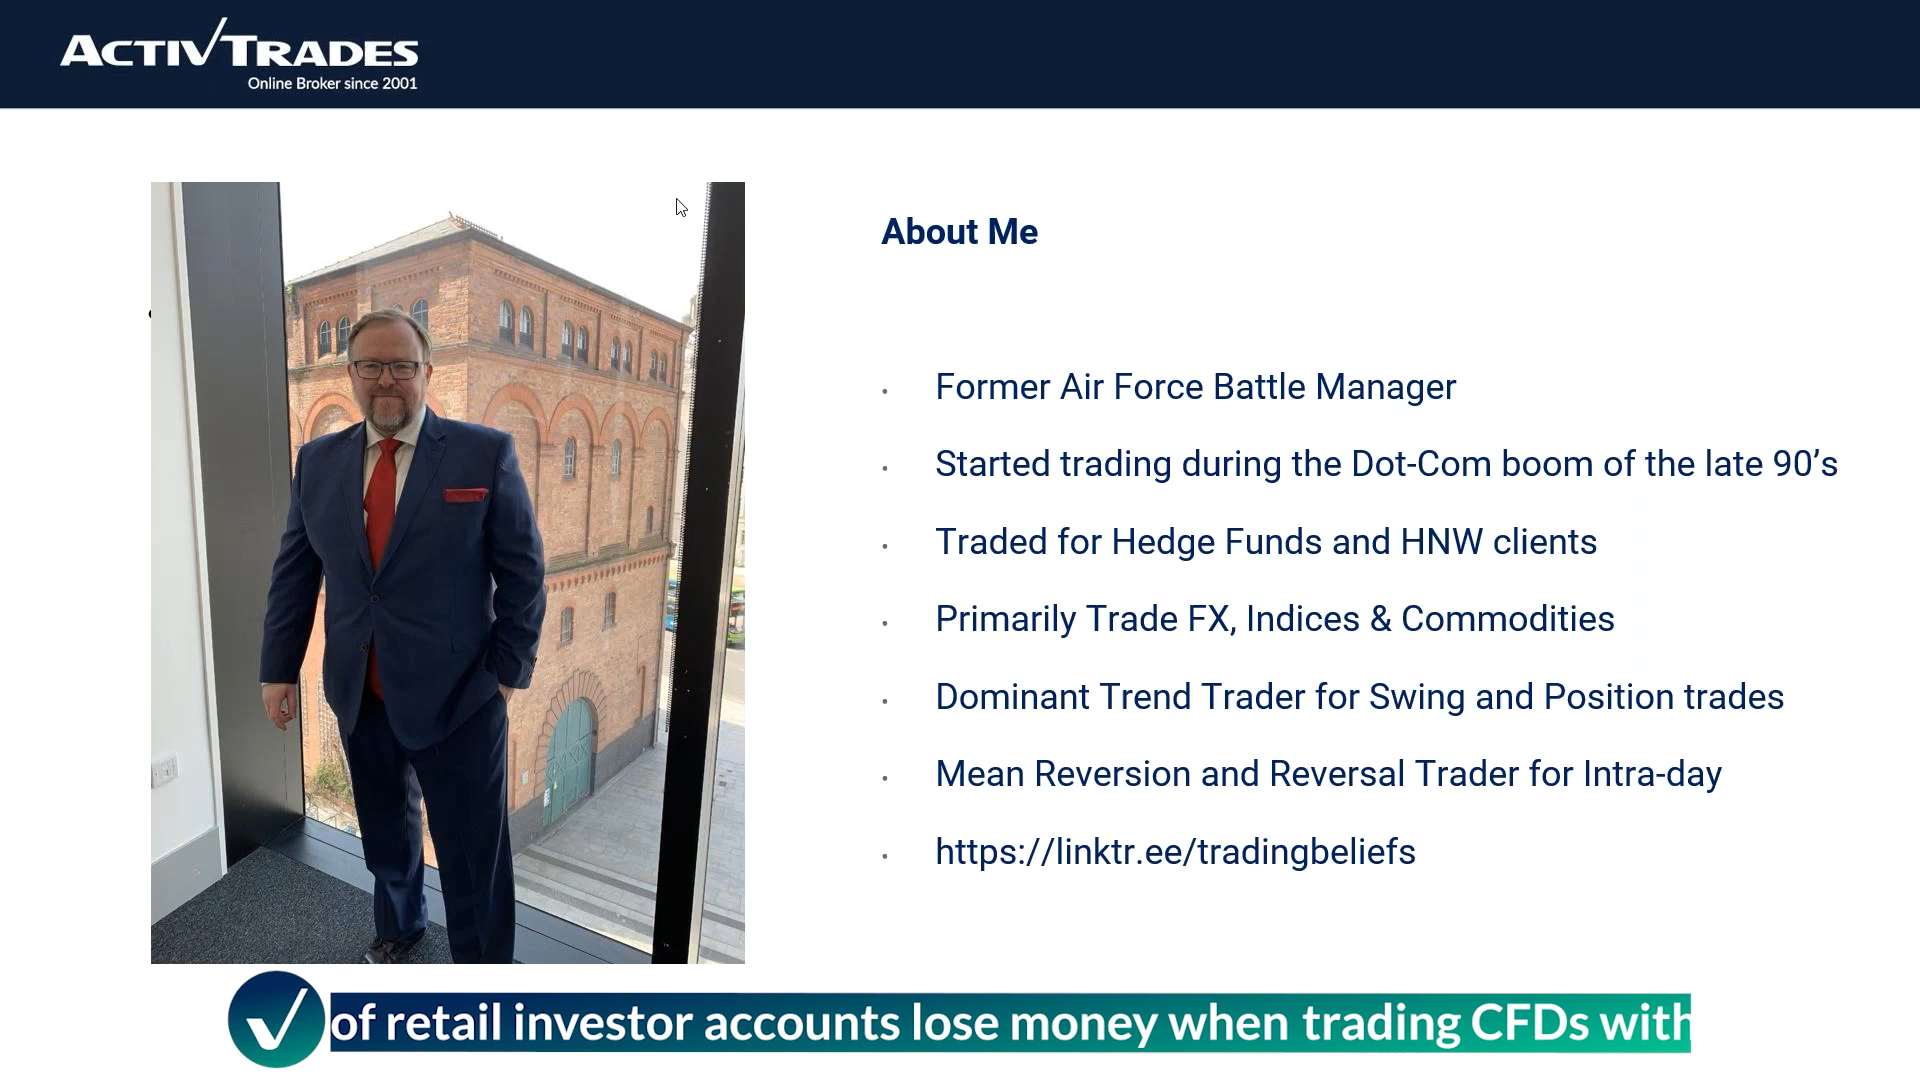 ACTIVTRADES
Online Broker since 2001
About Me
Former Air Force Battle Manager
Started trading during the Dot-Com boom of the late 90’s
Traded for Hedge Funds and HNW clients
Primarily Trade FX, Indices & Commodities
Dominant Trend Trader for Swing and Position trades
Mean Reversion and Reversal Trader for Intra-day
https://linktr.ee/tradingbeliefs
of retail investor accounts lose money when trading CFDs with